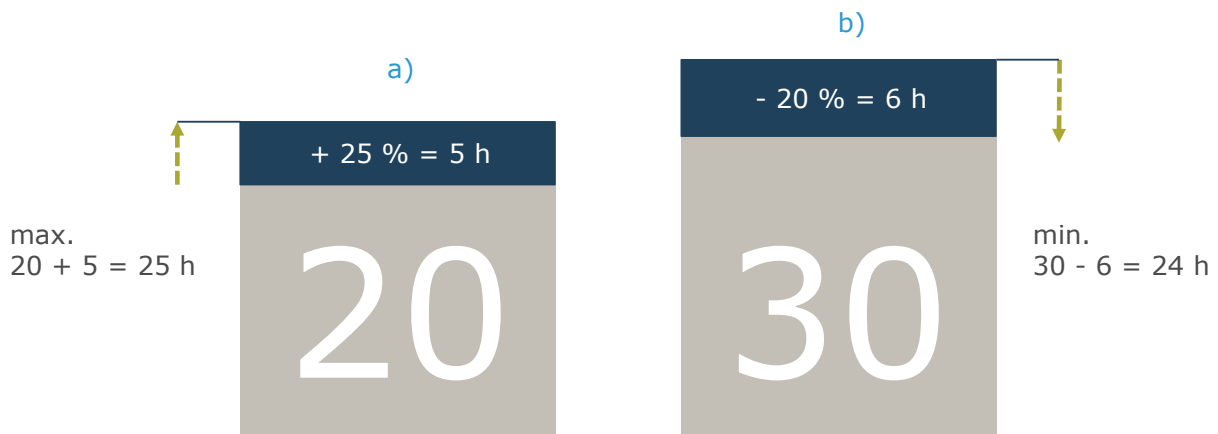 a)
+ 25 % = 5 h
max.
20 + 5 = 25 h
20
b)
- 20 % = 6 h
30
min.
30 - 6 = 24 h